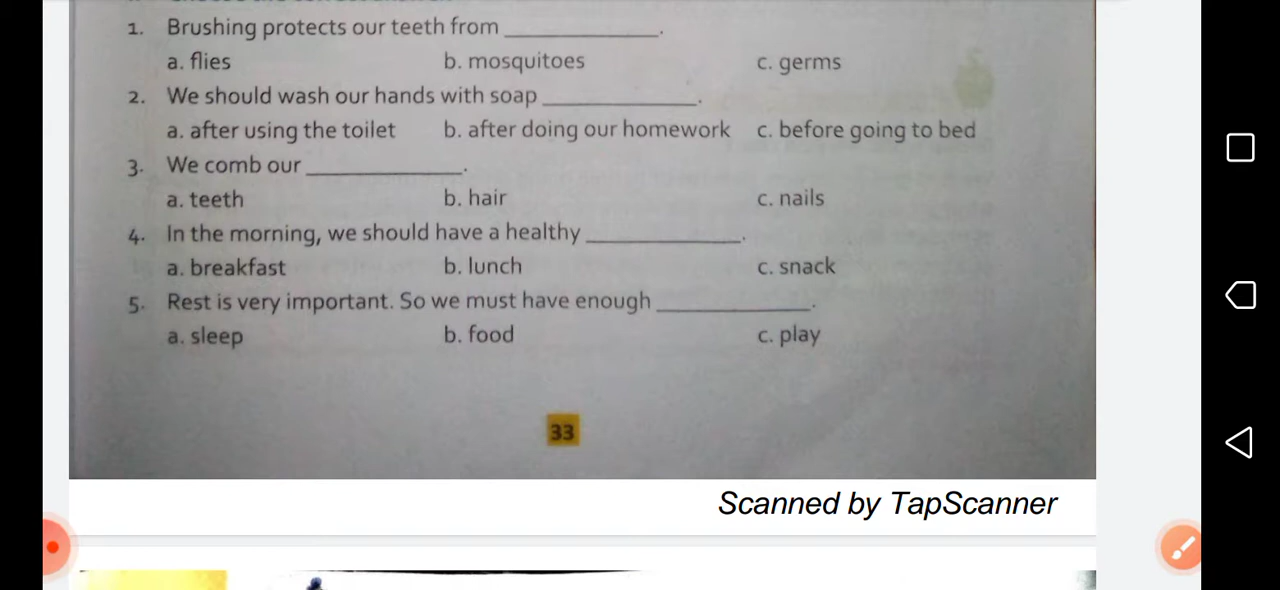 1. Brushing protects our teeth from ____________.
a. flies b. mosquitoes c. germs
2. We should wash our hands with soap ____________.
a. after using the toilet b. after doing our homework c. before going to bed
3. We comb our ____________.
a. teeth b. hair c. nails
4. In the morning, we should have a healthy ____________.
a. breakfast b. lunch c. snack
5. Rest is very important. So we must have enough ____________.
a. sleep b. food c. play
33
Scanned by TapScanner